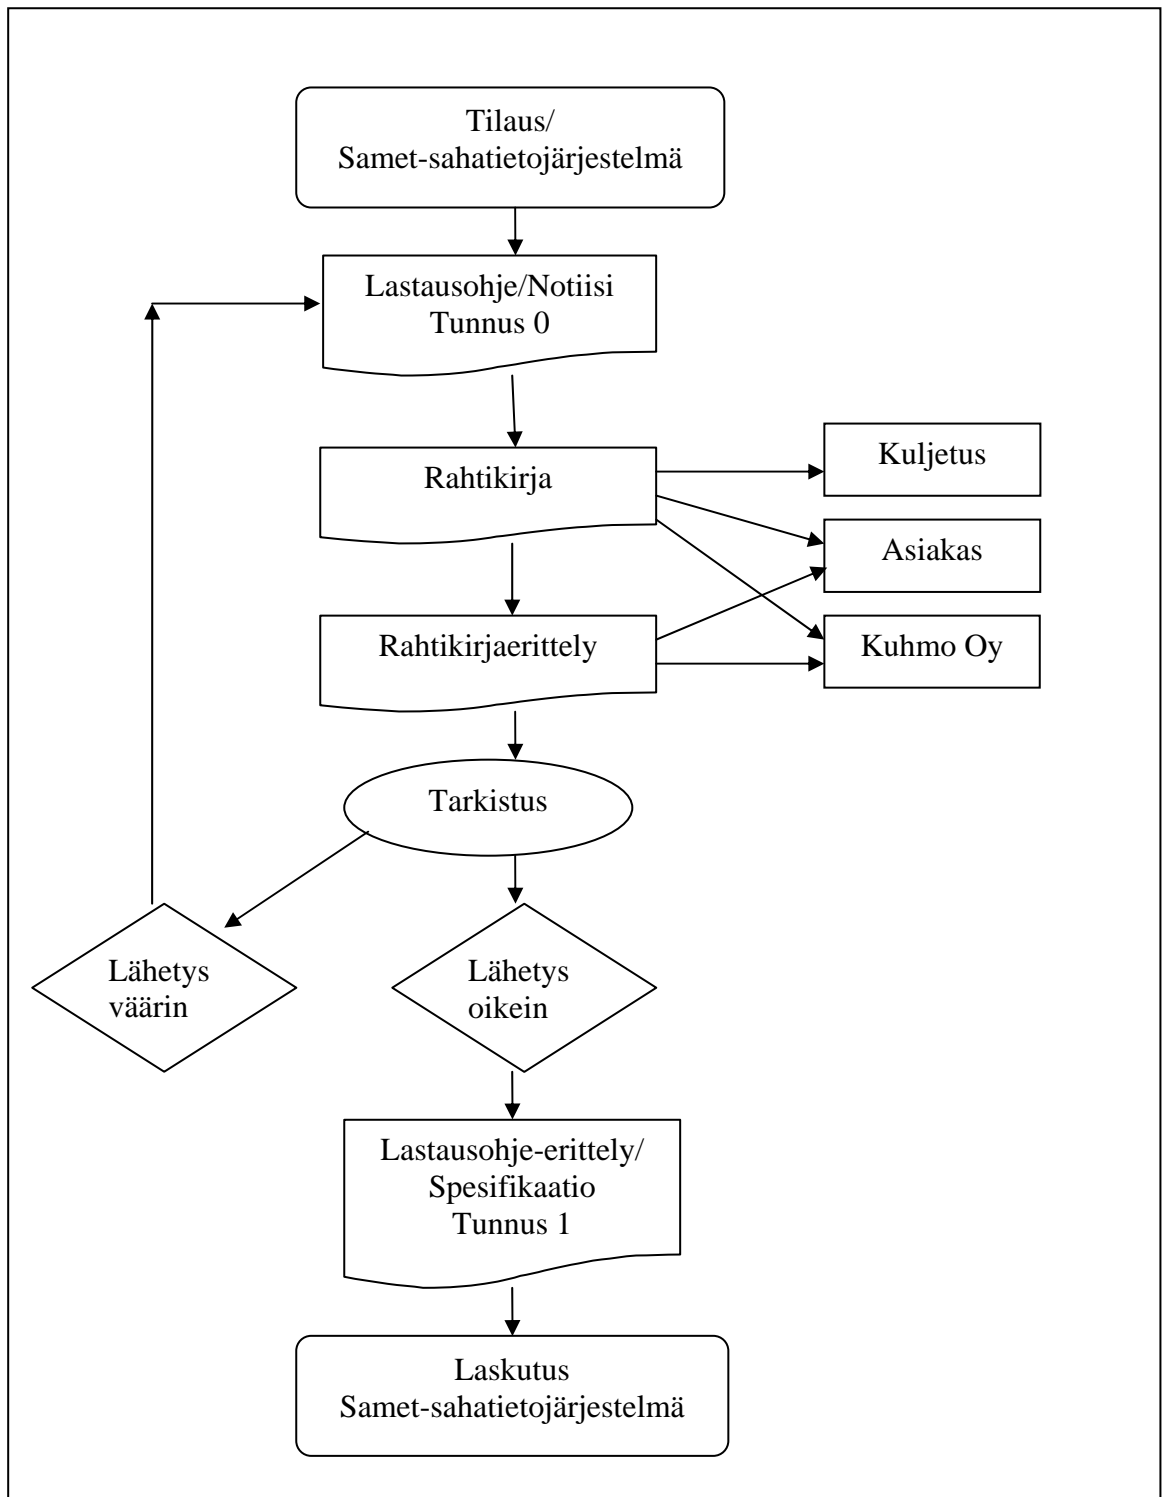 Tilaus/
Samet-sahatietojärjestelmä
Lastausohje/Notiisi
Tunnus 0
Rahtikirja
Kuljetus
Asiakas
Rahtikirjaerittely
Kuhmo Oy
Tarkistus
Lähetys
väärin
Lähetys
oikein
Lastausohje-erittely/
Spesifikaatio
Tunnus 1
Laskutus
Samet-sahatietojärjestelmä